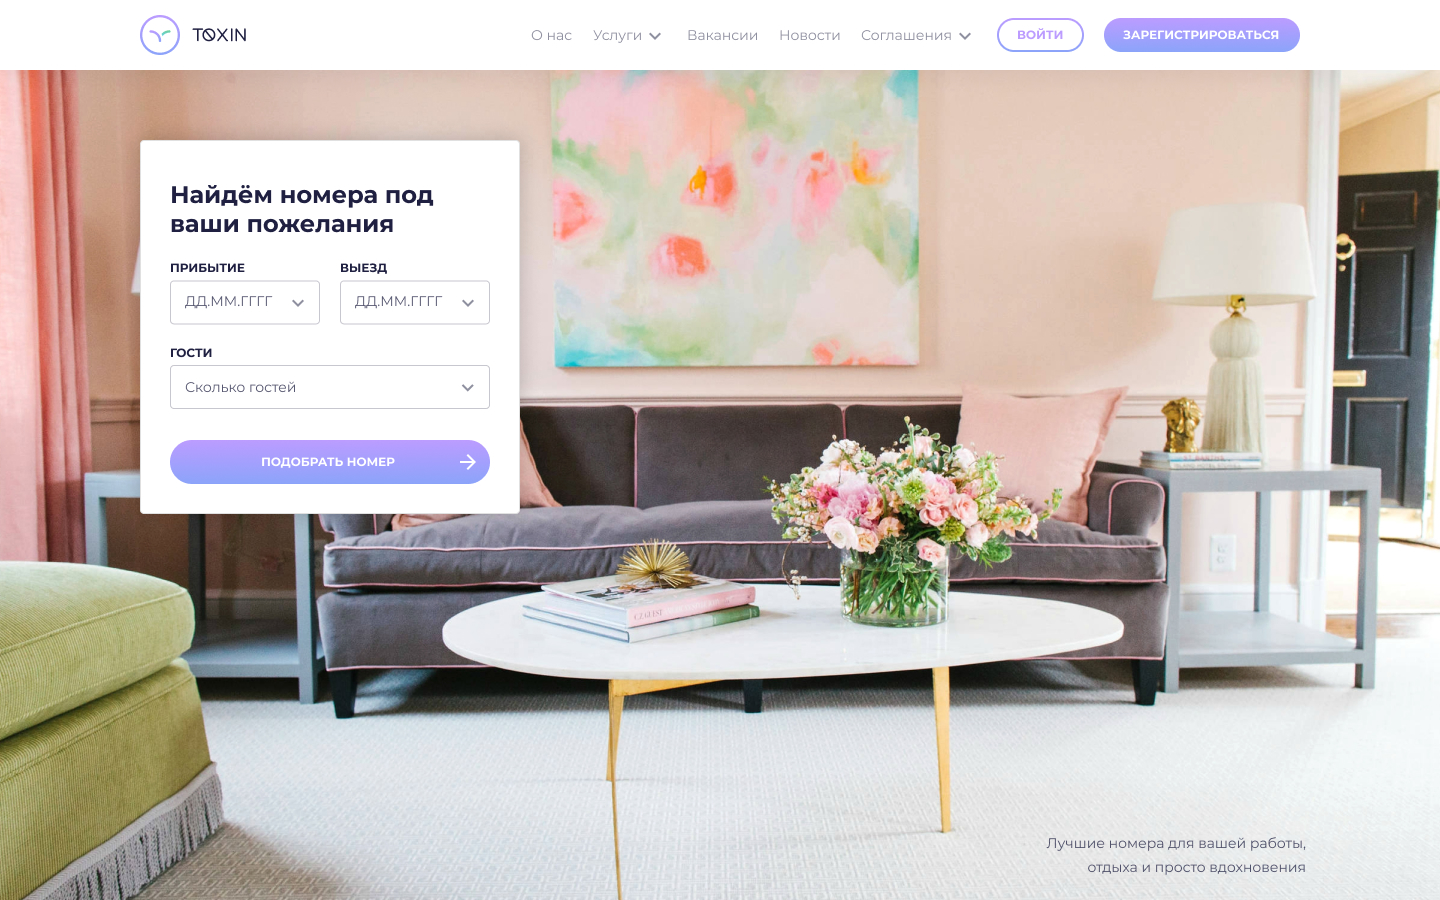 TOXIN
О нас
Услуги
Вакансии
Новости
Соглашения
ВОЙТИ
ЗАРЕГИСТРИРОВАТЬСЯ
Найдём номера под
ваши пожелания
ПРИБЫТИЕ
ВЫЕЗД
ДД.ММ.ГГГГ
ДД.ММ.ГГГГ
ГОСТИ
Сколько гостей
ПОДОБРАТЬ НОМЕР
Лучшие номера для вашей работы,
отдыха и просто вдохновения